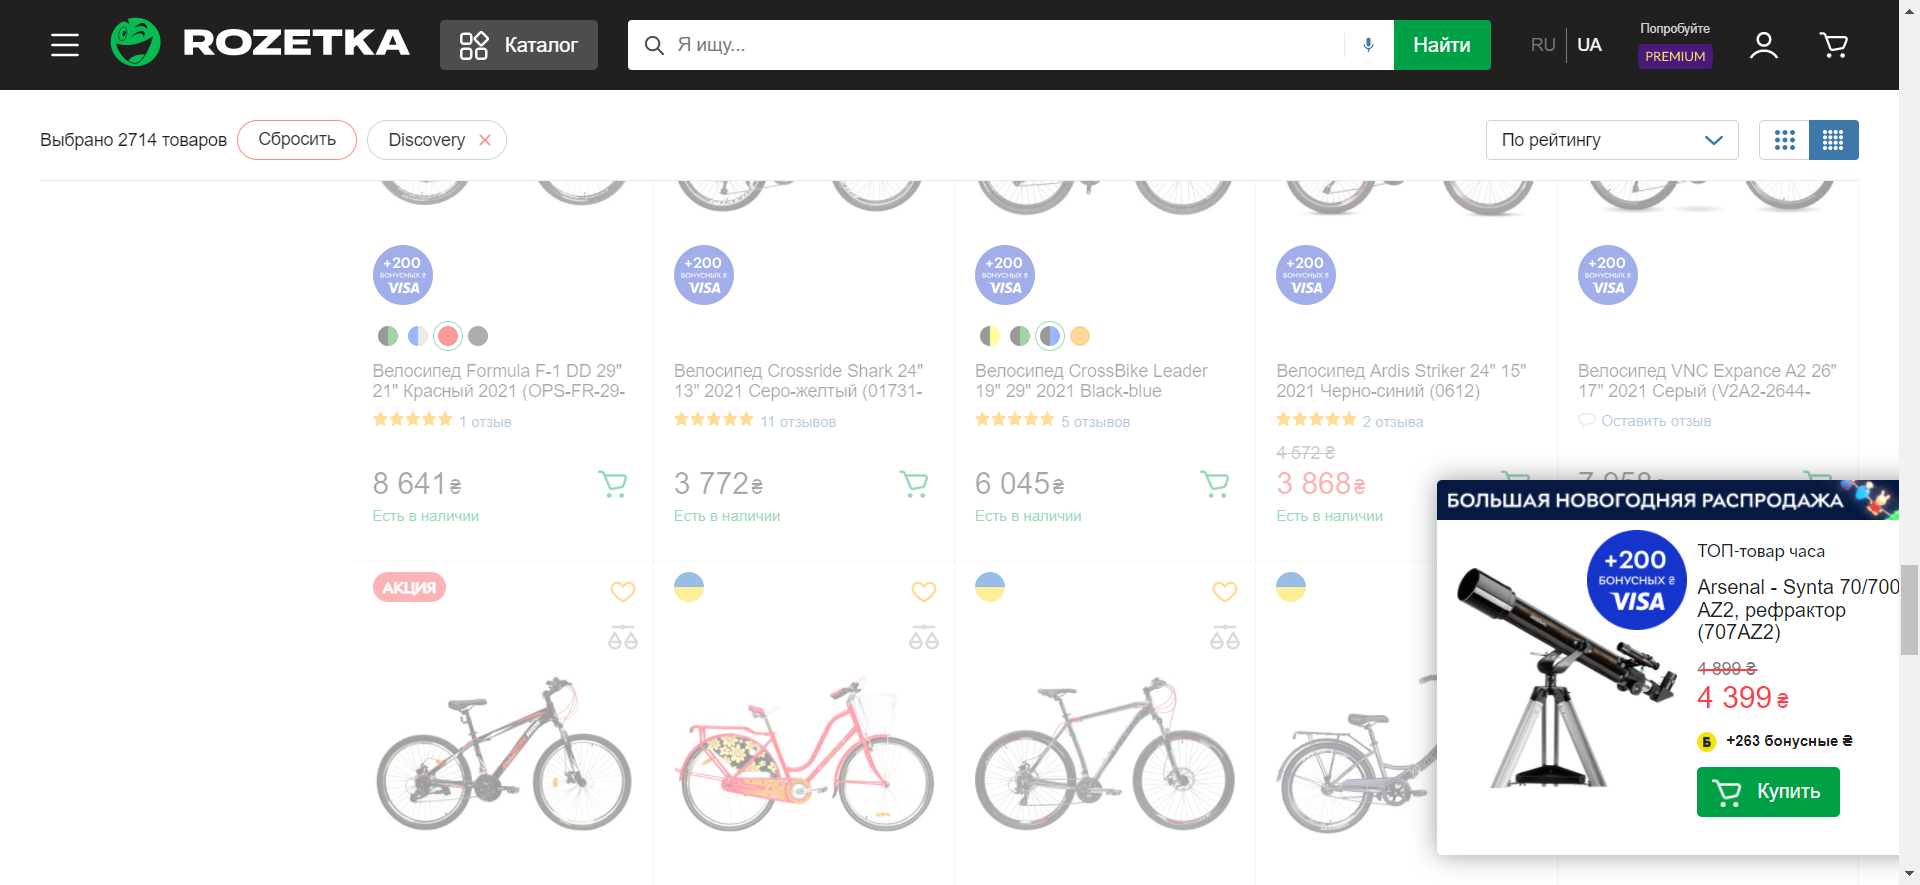 ROZETKA
Каталог
Я ищу...
Найти
RU
UA
Попробуйте
PREMIUM
Выбрано 2714 товаров
Сбросить
Discovery
По рейтингу
+200
БОНУСНЫХ ₴
VISA
+200
БОНУСНЫХ ₴
VISA
+200
БОНУСНЫХ ₴
VISA
+200
БОНУСНЫХ ₴
VISA
+200
БОНУСНЫХ ₴
VISA
Велосипед Formula F-1 DD 29"
21" Красный 2021 (OPS-FR-29-
1 отзыв
8 641₴
Есть в наличии
Велосипед Crossride Shark 24"
13" 2021 Серо-желтый (01731-
11 отзывов
3 772₴
Есть в наличии
Велосипед CrossBike Leader
19" 29" 2021 Black-blue
5 отзывов
6 045₴
Есть в наличии
Велосипед Ardis Striker 24" 15"
2021 Черно-синий (0612)
2 отзыва
4 572 ₴
3 868₴
Есть в наличии
Велосипед VNC Expance A2 26"
17" 2021 Серый (V2A2-2644-
Оставить отзыв
7 958₴
АКЦИЯ
БОЛЬШАЯ НОВОГОДНЯЯ РАСПРОДАЖА
+200
БОНУСНЫХ ₴
VISA
ТОП-товар часа
Arsenal - Synta 70/700
AZ2, рефрактор
(707AZ2)
4 899 ₴
4 399 ₴
Б +263 бонусные ₴
Купить